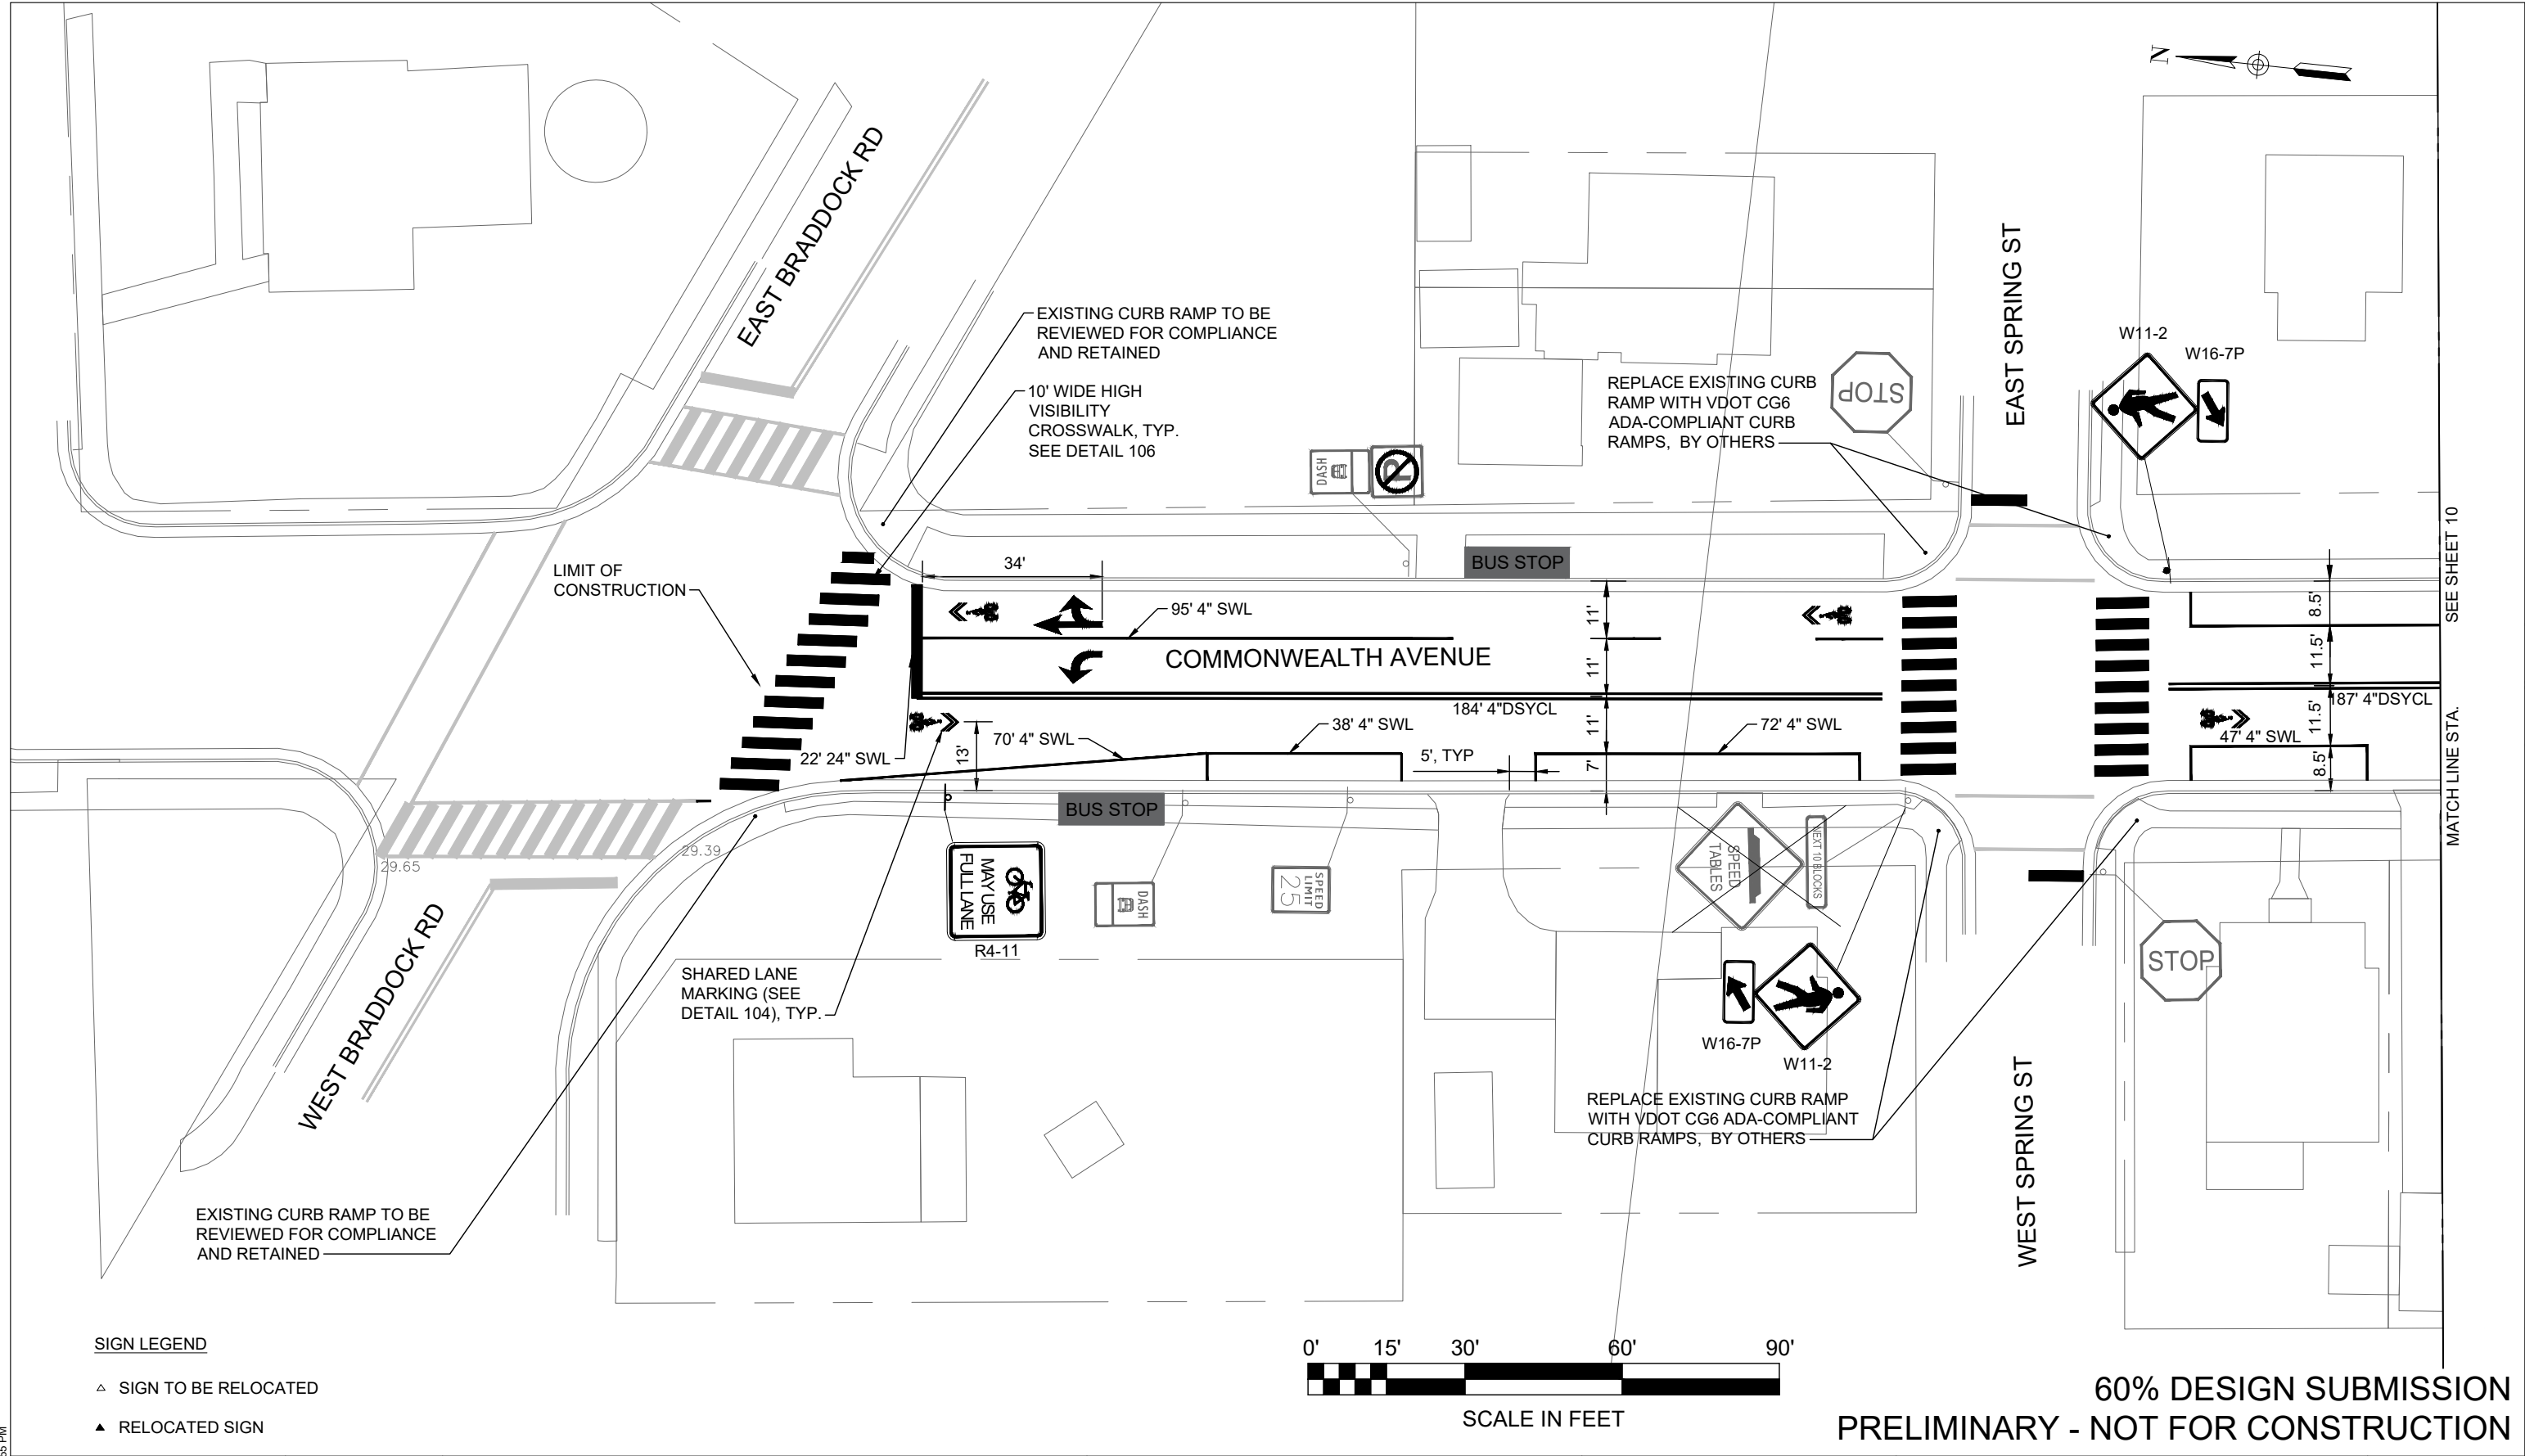 N
EAST BRADDOCK RD
EXISTING CURB RAMP TO BE
REVIEWED FOR COMPLIANCE
AND RETAINED
10' WIDE HIGH
VISIBILITY
CROSSWALK, TYP.
SEE DETAIL 106
DASH
P
REPLACE EXISTING CURB
RAMP WITH VDOT CG6
ADA-COMPLIANT CURB
RAMPS, BY OTHERS
STOP
EAST SPRING ST
W11-2
W16-7P
LIMIT OF
CONSTRUCTION
34'
BUS STOP
95' 4" SWL
COMMONWEALTH AVENUE
11'
11'
11'
7'
8.5'
11.5'
11.5'
8.5'
SEE SHEET 10
MATCH LINE STA.
184' 4"DSYCL
187' 4"DSYCL
22' 24" SWL
13'
70' 4" SWL
38' 4" SWL
5', TYP
72' 4" SWL
47' 4" SWL
BUS STOP
29.65
29.39
MAY USE
FULL LANE
R4-11
DASH
SPEED
LIMIT
25
SPEED
TABLES
NEXT 10 BLOCKS
STOP
W16-7P
W11-2
WEST BRADDOCK RD
SHARED LANE
MARKING (SEE
DETAIL 104), TYP.
WEST SPRING ST
REPLACE EXISTING CURB RAMP
WITH VDOT CG6 ADA-COMPLIANT
CURB RAMPS, BY OTHERS
EXISTING CURB RAMP TO BE
REVIEWED FOR COMPLIANCE
AND RETAINED
SIGN LEGEND
SIGN TO BE RELOCATED
RELOCATED SIGN
0' 15' 30' 60' 90'
SCALE IN FEET
60% DESIGN SUBMISSION
PRELIMINARY - NOT FOR CONSTRUCTION